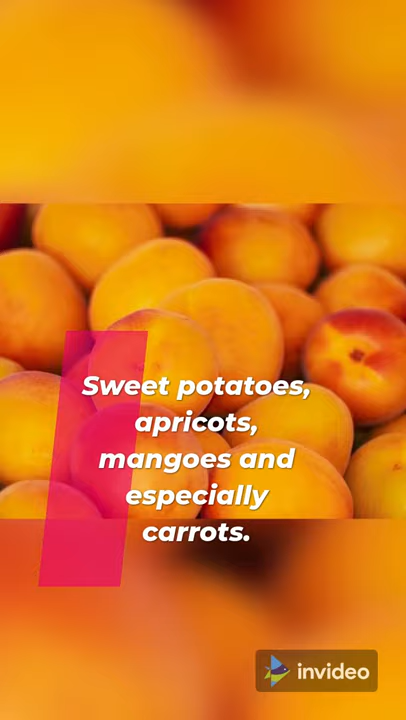 Sweet potatoes,
apricots,
mangoes and
especially
carrots.
invideo